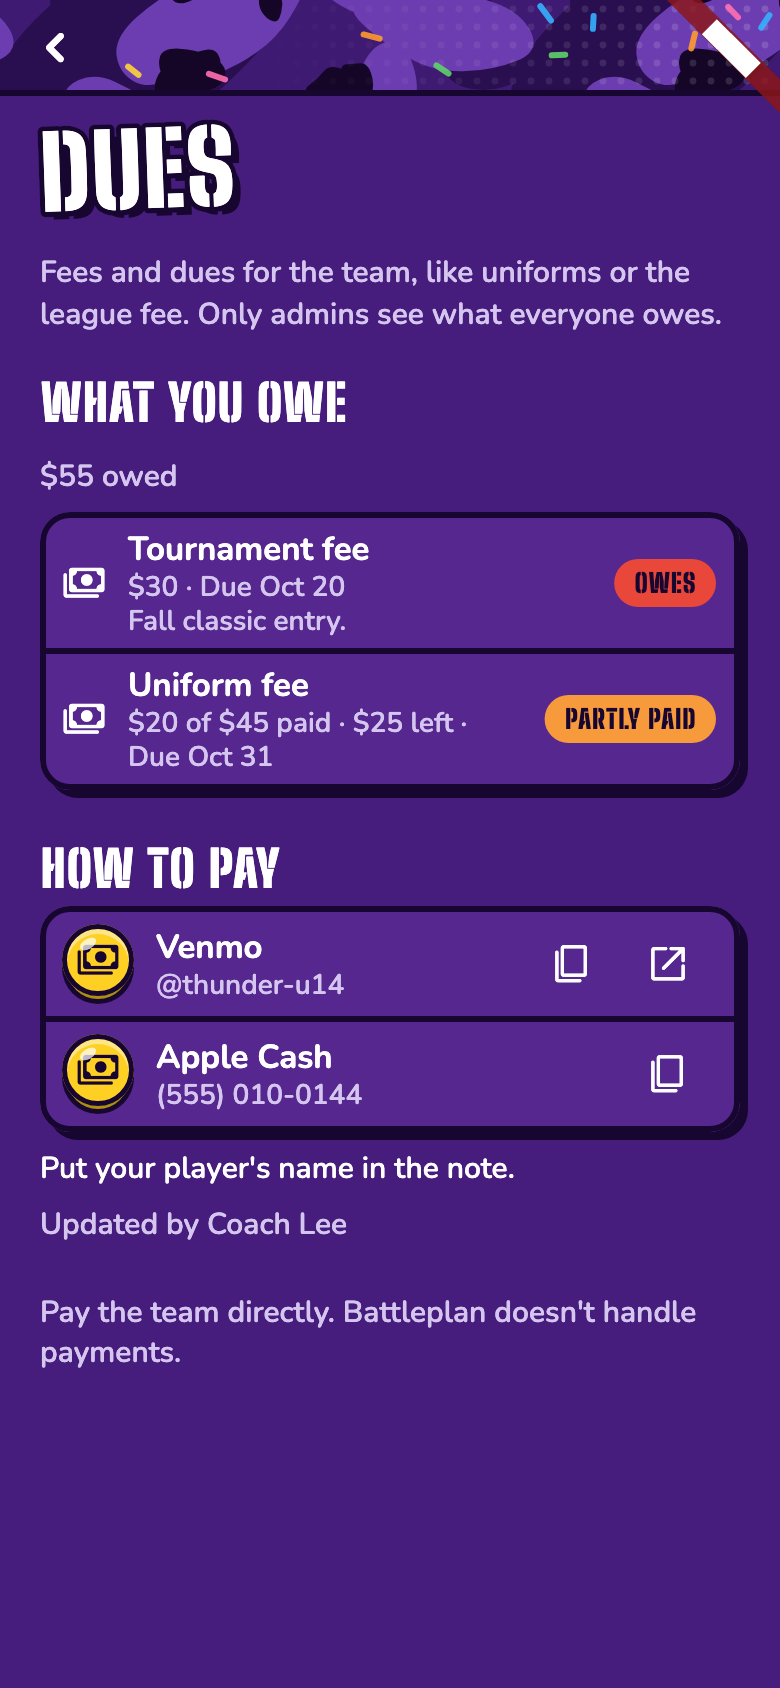 DUES
Fees and dues for the team, like uniforms or the
league fee. Only admins see what everyone owes.
WHAT YOU OWE
$55 owed
Tournament fee
$30 · Due Oct 20
Fall classic entry.
OWES
Uniform fee
$20 of $45 paid · $25 left ·
Due Oct 31
PARTLY PAID
HOW TO PAY
Venmo
@thunder-u14
Apple Cash
(555) 010-0144
Put your player's name in the note.
Updated by Coach Lee
Pay the team directly. Battleplan doesn't handle
payments.